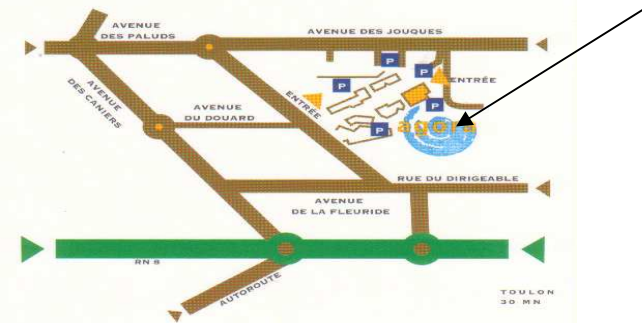 AVENUE
DES PALUDS
AVENUE DES JOUQUES
P
P
P
ENTRÉE
AVENUE
DES CANIERS
ENTRÉE
P
AVENUE
DU DOUARD
P
agora
RUE DU DIRIGEABLE
AVENUE
DE LA FLEURIDE
RN 8
AUTOROUTE
TOULON
30 MN